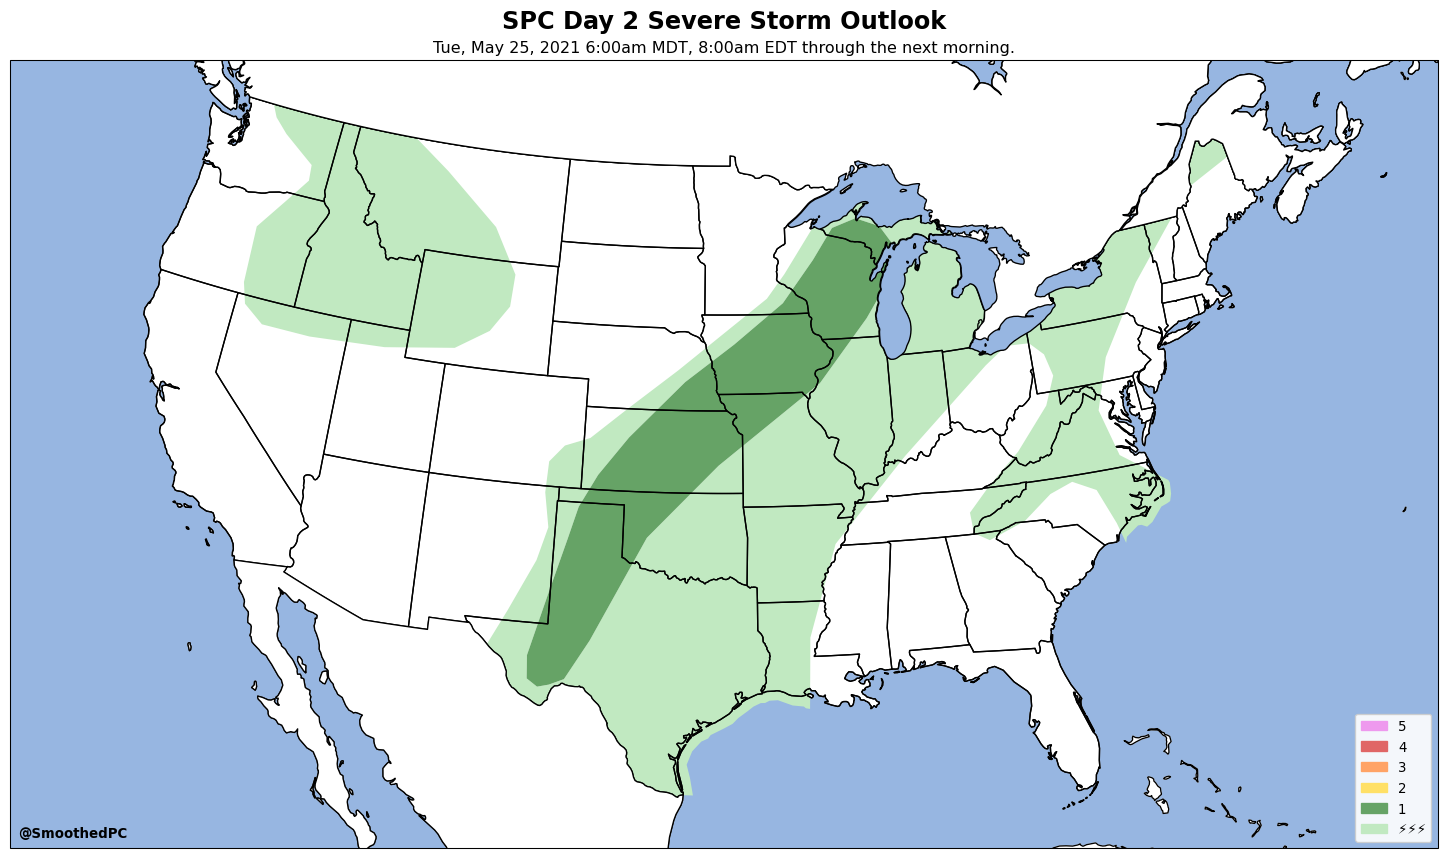 SPC Day 2 Severe Storm Outlook
Tue, May 25, 2021 6:00am MDT, 8:00am EDT through the next morning.
5
4
3
2
1
⚡⚡⚡
@SmoothedPC